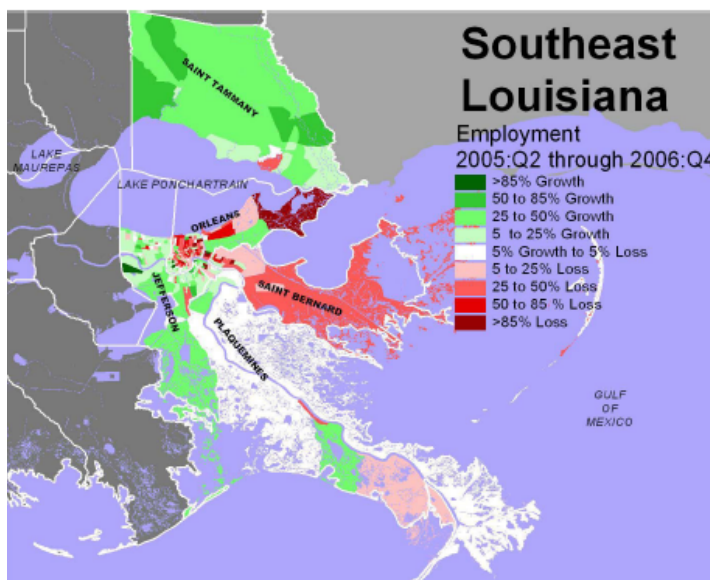 Southeast
Louisiana
Employment
2005:Q2 through 2006:Q4
>85% Growth
50 to 85% Growth
25 to 50% Growth
5 to 25% Growth
5% Growth to 5% Loss
5 to 25% Loss
25 to 50% Loss
50 to 85 % Loss
>85% Loss
SAINT TAMMANY
LAKE
MAUREPAS
LAKE PONCHARTRAIN
ORLEANS
JEFFERSON
SAINT BERNARD
PLAQUEMINES
GULF
OF
MEXICO